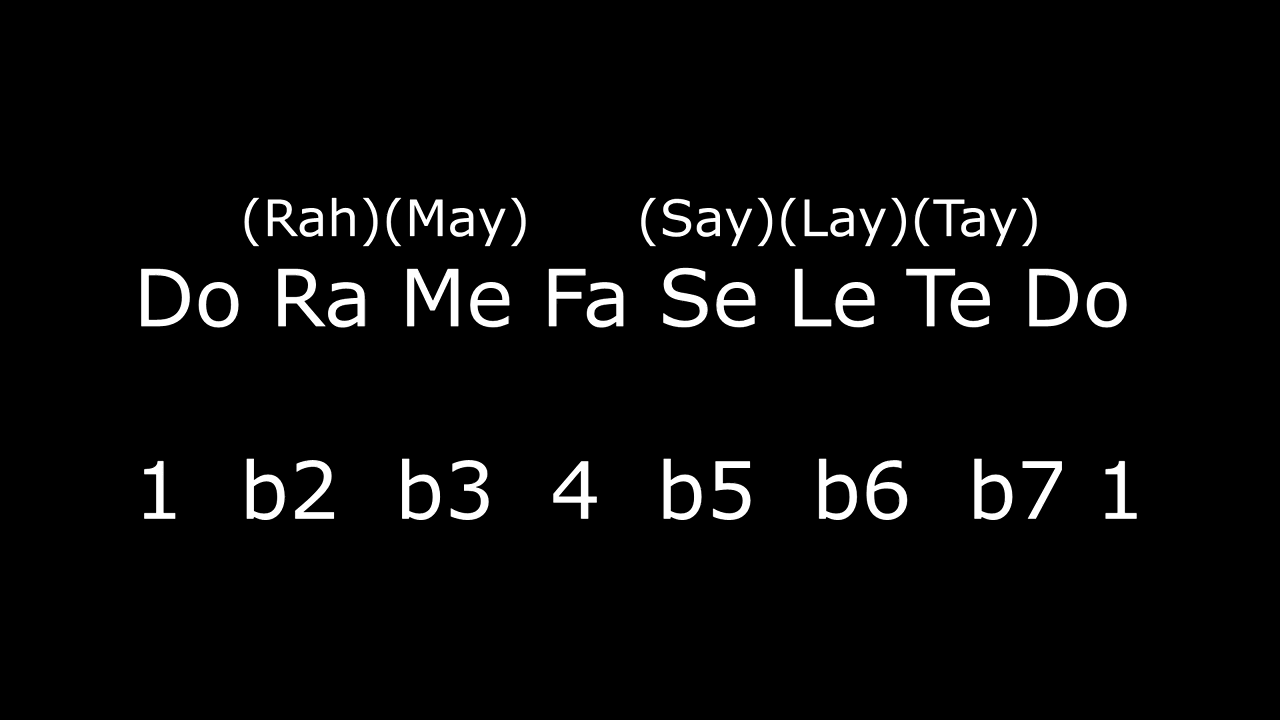 (Rah)(May) (Say)(Lay)(Tay)
Do Ra Me Fa Se Le Te Do
1 b2 b3 4 b5 b6 b7 1